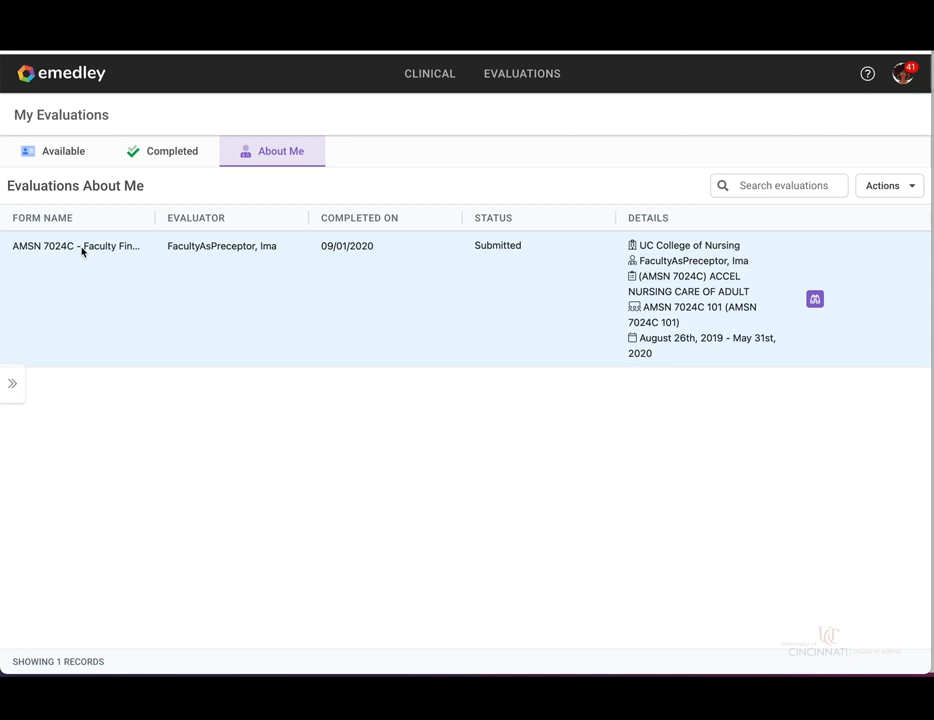 emedley
CLINICAL
EVALUATIONS
41
My Evaluations
Available
Completed
About Me
Evaluations About Me
Search evaluations
Actions
FORM NAME
EVALUATOR
COMPLETED ON
STATUS
DETAILS
AMSN 7024C - Faculty Fin...
FacultyAsPreceptor, Ima
09/01/2020
Submitted
UC College of Nursing
FacultyAsPreceptor, Ima
(AMSN 7024C) ACCEL
NURSING CARE OF ADULT
AMSN 7024C 101 (AMSN
7024C 101)
August 26th, 2019 - May 31st,
2020
SHOWING 1 RECORDS
University of
CINCINNATI